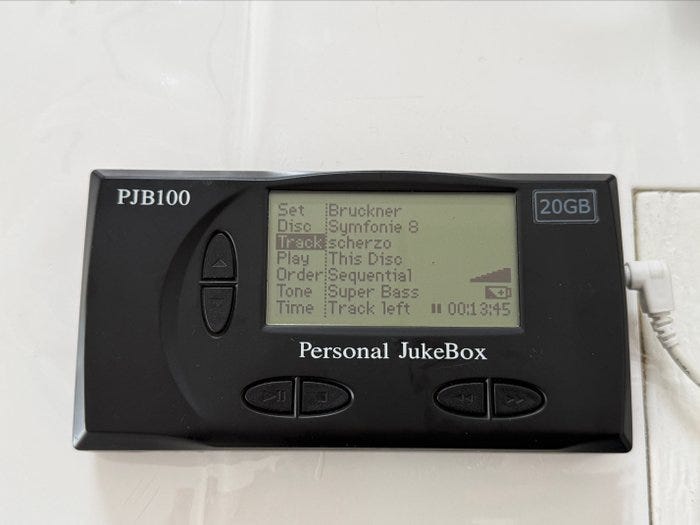 PJB100
20GB
Set Bruckner
Disc Symfonie 8
Track scherzo
Play This Disc
Order Sequential
Tone Super Bass
Time Track left 00:13:45
Personal JukeBox